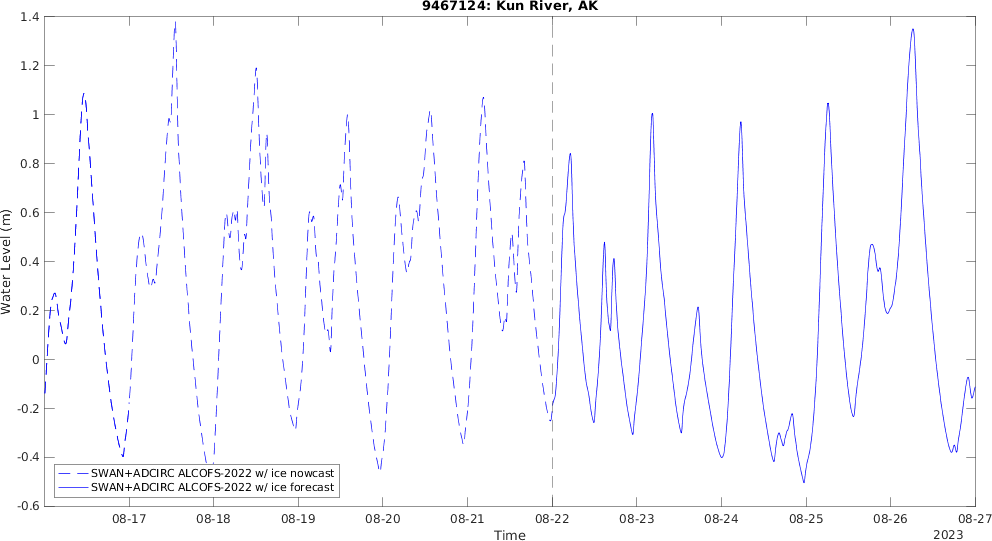 9467124: Kun River, AK
Water Level (m)
1.4
1.2
1
0.8
0.6
0.4
0.2
0
-0.2
-0.4
-0.6
SWAN+ADCIRC ALCOFS-2022 w/ ice nowcast
SWAN+ADCIRC ALCOFS-2022 w/ ice forecast
08-17 08-18 08-19 08-20 08-21 08-22 08-23 08-24 08-25 08-26 08-27
Time
2023